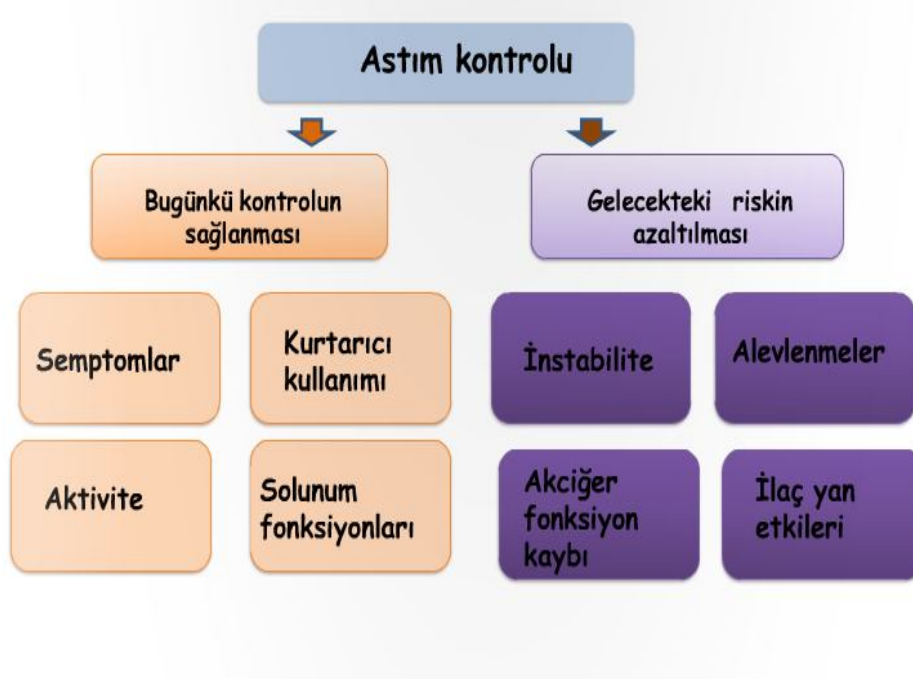 Astım kontrolu
Bugünkü kontrolun
sağlanması
Gelecekteki riskin
azaltılması
Semptomlar
Kurtarıcı
kullanımı
İnstabilite
Alevlenmeler
Aktivite
Solunum
fonksiyonları
Akciğer
fonksiyon
kaybı
İlaç yan
etkileri